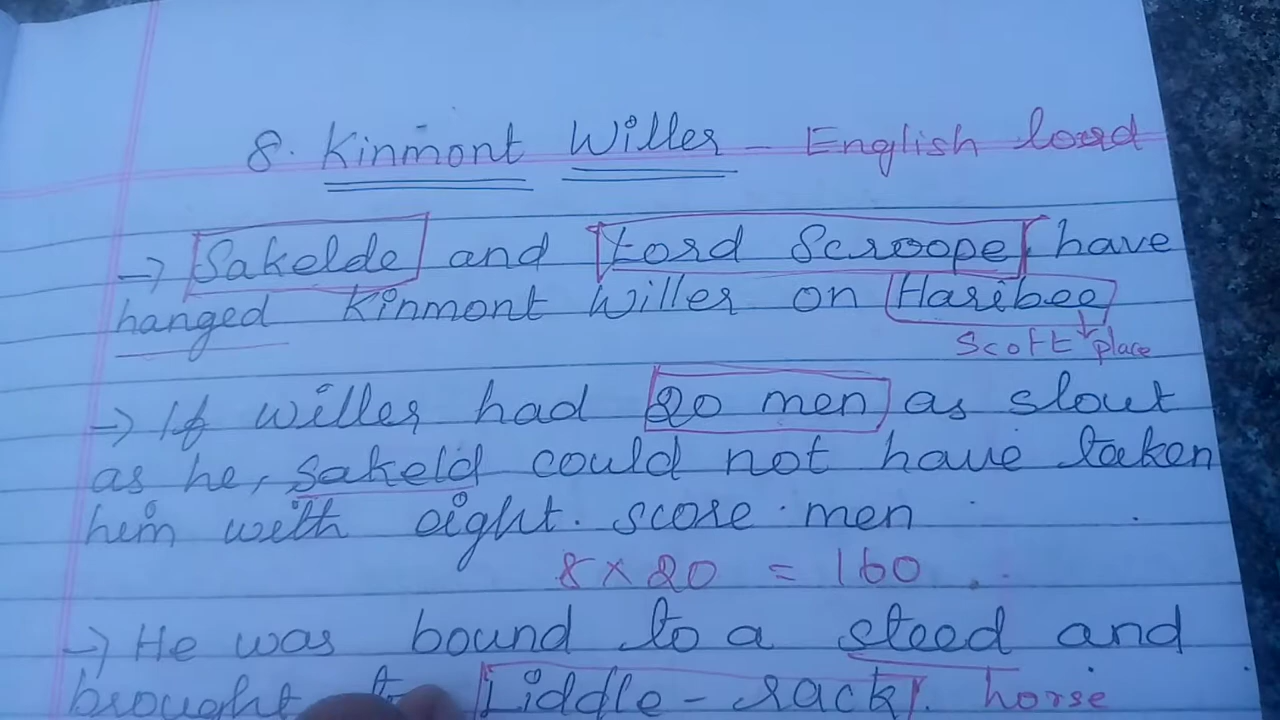 8. Kinmont Willer - English lord
→ Sakelde and Lord Scroope have
hanged Kinmont Willer on Haribee
Scott place
→ If willer had 20 men as stout
as he, Sakeld could not have taken
him with eight. score men
8 x 20 = 160
→ He was bound to a steed and
brought to Liddle-rack. horse